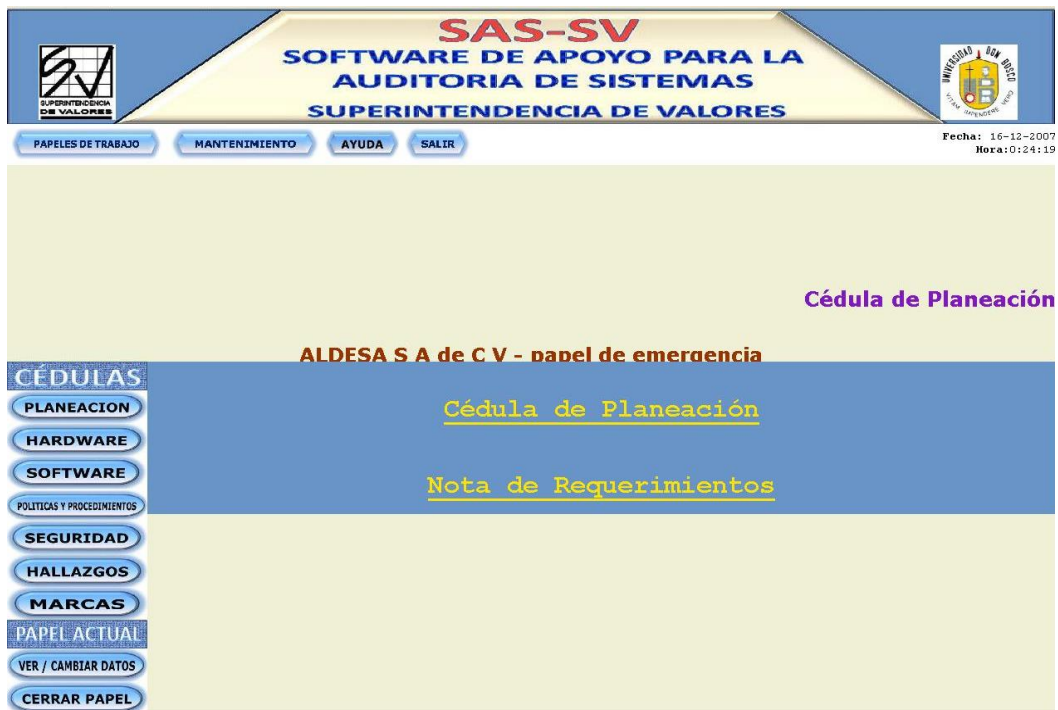 SAS-SV
SOFTWARE DE APOYO PARA LA
AUDITORIA DE SISTEMAS
SUPERINTENDENCIA DE VALORES
SUPERINTENDENCIA
DE VALORES
UNIVERSIDAD DON BOSCO
PAPELES DE TRABAJO
MANTENIMIENTO
AYUDA
SALIR
Fecha: 16-12-2007
Hora:0:24:19
Cédula de Planeación
ALDESA S A de C V - papel de emergencia
CÉDULAS
PLANEACION
HARDWARE
SOFTWARE
POLITICAS Y PROCEDIMIENTOS
SEGURIDAD
HALLAZGOS
MARCAS
PAPEL ACTUAL
VER / CAMBIAR DATOS
CERRAR PAPEL
Cédula de Planeación
Nota de Requerimientos